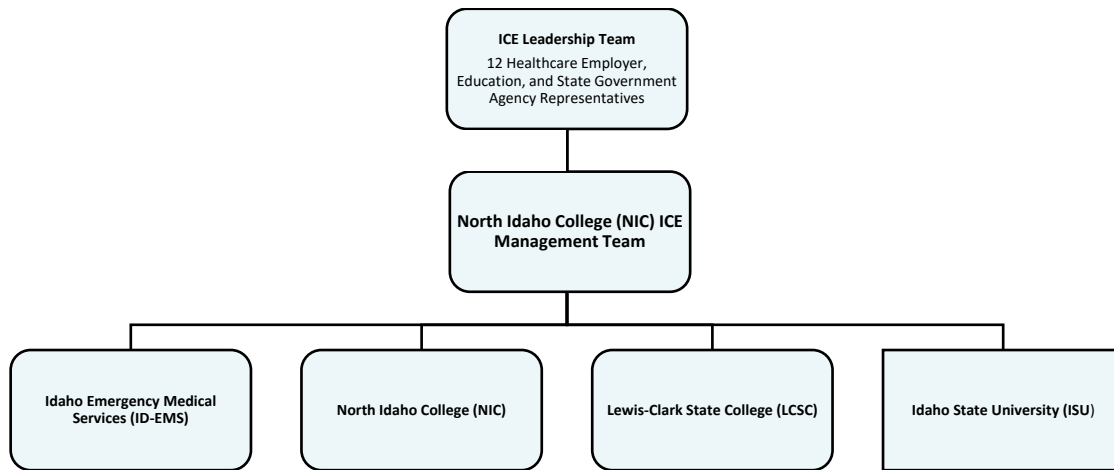 ICE Leadership Team
12 Healthcare Employer,
Education, and State Government
Agency Representatives
North Idaho College (NIC) ICE
Management Team
Idaho Emergency Medical
Services (ID-EMS)
North Idaho College (NIC)
Lewis-Clark State College (LCSC)
Idaho State University (ISU)